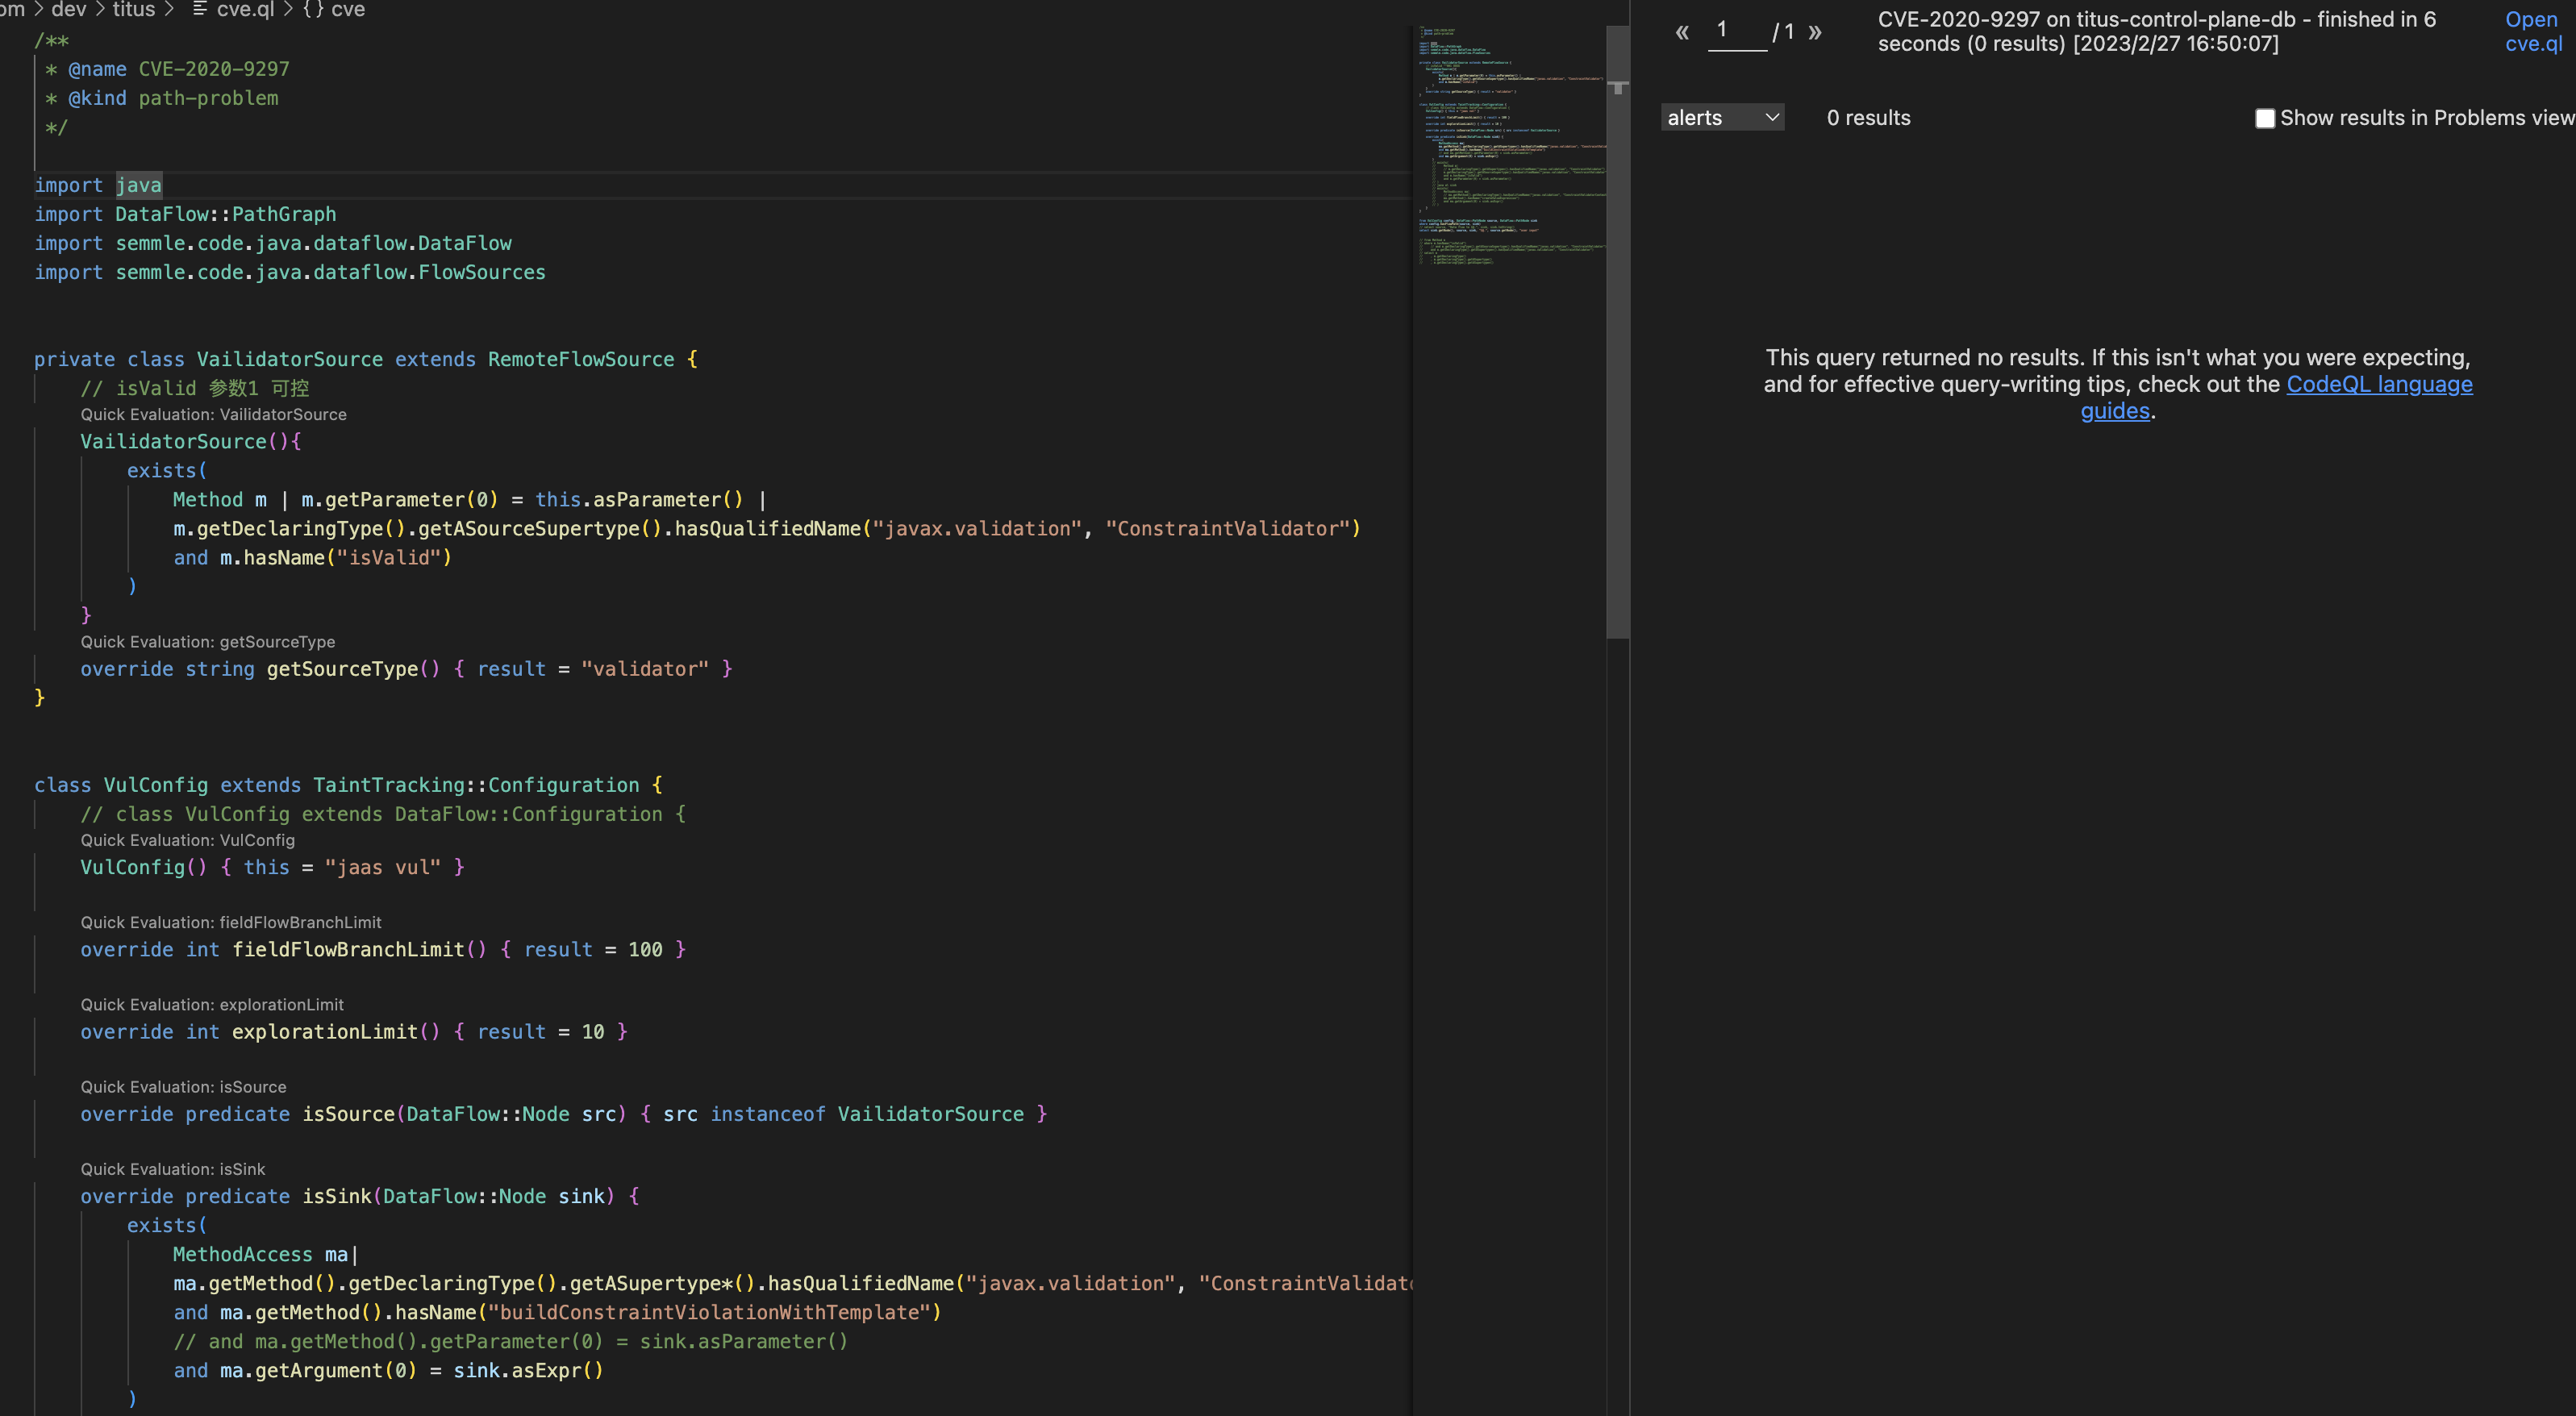 om > dev > titus > cve.ql > {} cve
/**
* @name CVE-2020-9297
* @kind path-problem
*/
import java
import DataFlow::PathGraph
import semmle.code.java.dataflow.DataFlow
import semmle.code.java.dataflow.FlowSources
private class VailidatorSource extends RemoteFlowSource {
// isValid 参数1 可控
Quick Evaluation: VailidatorSource
VailidatorSource(){
exists(
Method m | m.getParameter(0) = this.asParameter() |
m.getDeclaringType().getASourceSupertype().hasQualifiedName("javax.validation", "ConstraintValidator")
and m.hasName("isValid")
)
}
Quick Evaluation: getSourceType
override string getSourceType() { result = "validator" }
}
class VulConfig extends TaintTracking::Configuration {
// class VulConfig extends DataFlow::Configuration {
Quick Evaluation: VulConfig
VulConfig() { this = "jaas vul" }
Quick Evaluation: fieldFlowBranchLimit
override int fieldFlowBranchLimit() { result = 100 }
Quick Evaluation: explorationLimit
override int explorationLimit() { result = 10 }
Quick Evaluation: isSource
override predicate isSource(DataFlow::Node src) { src instanceof VailidatorSource }
Quick Evaluation: isSink
override predicate isSink(DataFlow::Node sink) {
exists(
MethodAccess ma|
ma.getMethod().getDeclaringType().getASupertype*().hasQualifiedName("javax.validation", "ConstraintValidato
and ma.getMethod().hasName("buildConstraintViolationWithTemplate")
// and ma.getMethod().getParameter(0) = sink.asParameter()
and ma.getArgument(0) = sink.asExpr()
)
« 1 / 1 »
CVE-2020-9297 on titus-control-plane-db - finished in 6
seconds (0 results) [2023/2/27 16:50:07]
Open
cve.ql
alerts
0 results
Show results in Problems view
This query returned no results. If this isn't what you were expecting,
and for effective query-writing tips, check out the CodeQL language
guides.